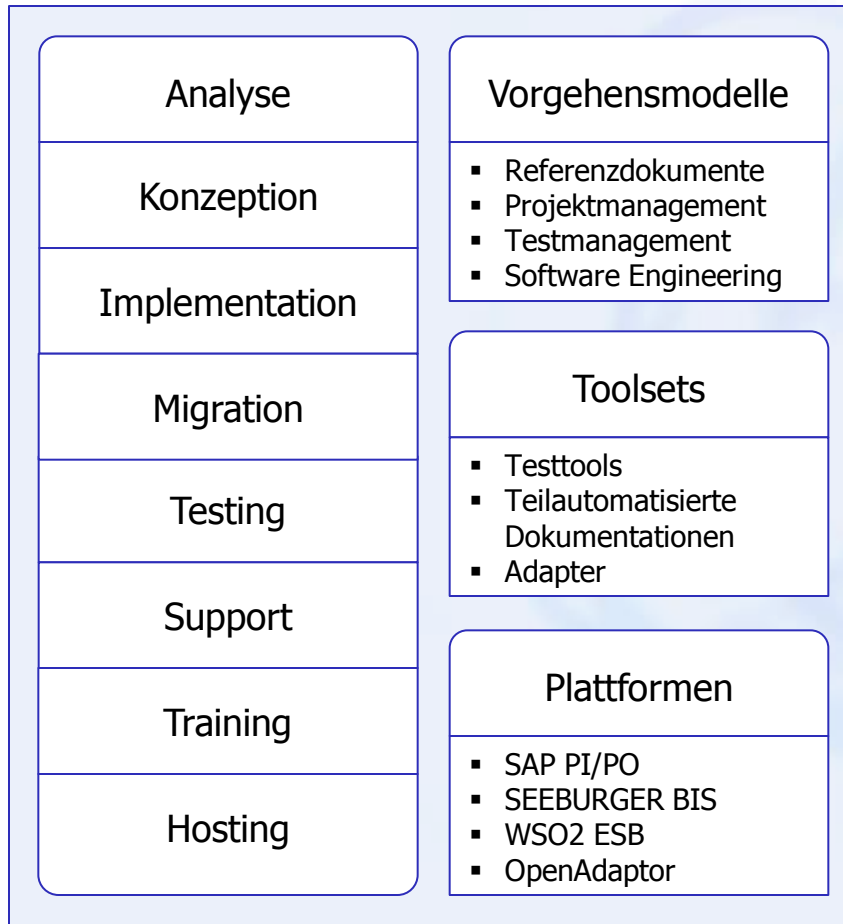 Analyse
Konzeption
Implementation
Migration
Testing
Support
Training
Hosting
Vorgehensmodelle
▪ Referenzdokumente
▪ Projektmanagement
▪ Testmanagement
▪ Software Engineering
Toolsets
▪ Testtools
▪ Teilautomatisierte
Dokumentationen
▪ Adapter
Plattformen
▪ SAP PI/PO
▪ SEEBURGER BIS
▪ WSO2 ESB
▪ OpenAdaptor